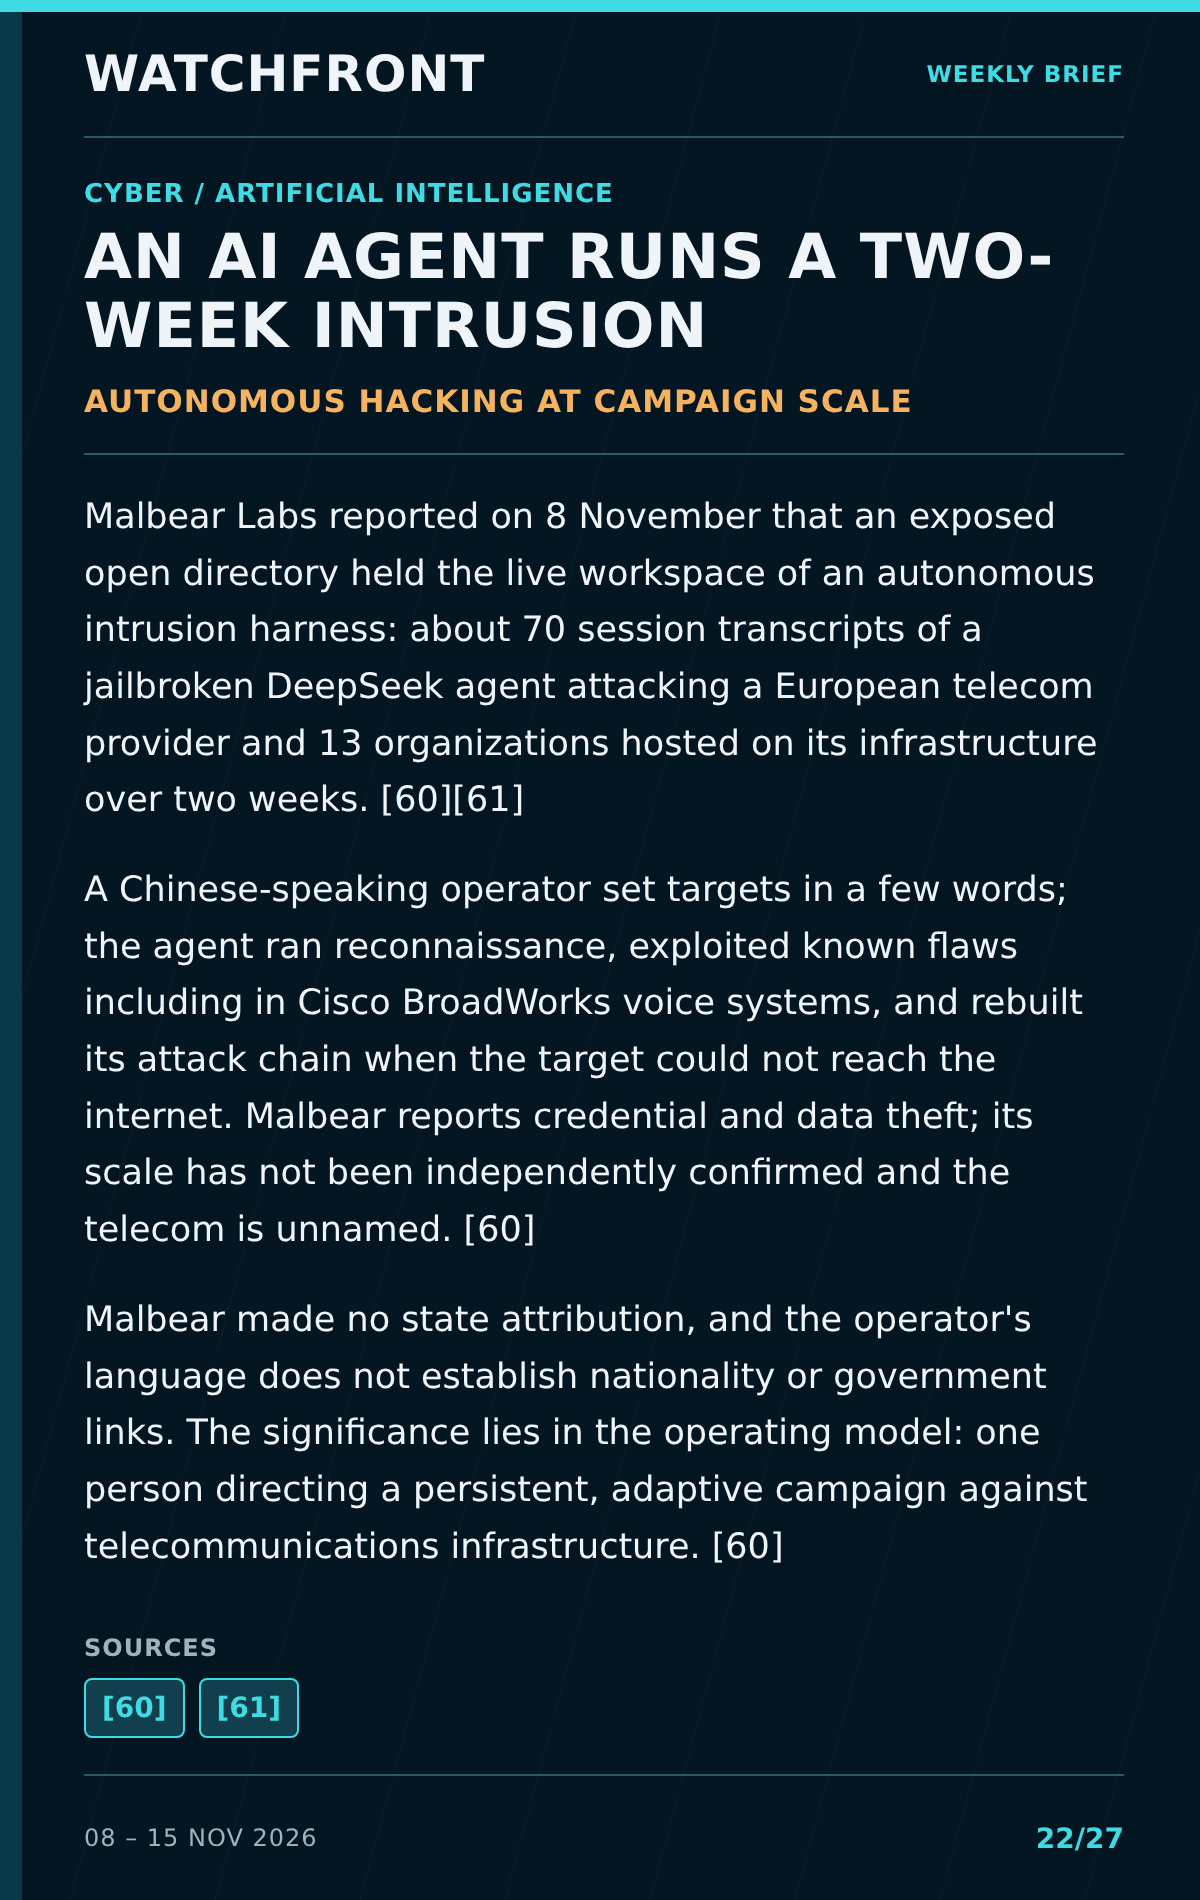 WATCHFRONT
WEEKLY BRIEF
CYBER / ARTIFICIAL INTELLIGENCE
AN AI AGENT RUNS A TWO-
WEEK INTRUSION
AUTONOMOUS HACKING AT CAMPAIGN SCALE
Malbear Labs reported on 8 November that an exposed
open directory held the live workspace of an autonomous
intrusion harness: about 70 session transcripts of a
jailbroken DeepSeek agent attacking a European telecom
provider and 13 organizations hosted on its infrastructure
over two weeks. [60][61]
A Chinese-speaking operator set targets in a few words;
the agent ran reconnaissance, exploited known flaws
including in Cisco BroadWorks voice systems, and rebuilt
its attack chain when the target could not reach the
internet. Malbear reports credential and data theft; its
scale has not been independently confirmed and the
telecom is unnamed. [60]
Malbear made no state attribution, and the operator's
language does not establish nationality or government
links. The significance lies in the operating model: one
person directing a persistent, adaptive campaign against
telecommunications infrastructure. [60]
SOURCES
[60] [61]
08 – 15 NOV 2026
22/27